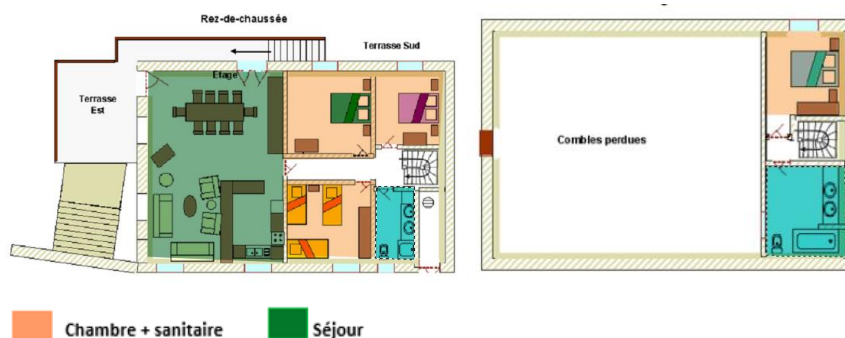 Rez-de-chaussée
Terrasse Sud
Etage
Terrasse
Est
Combles perdues
Chambre + sanitaire
Séjour